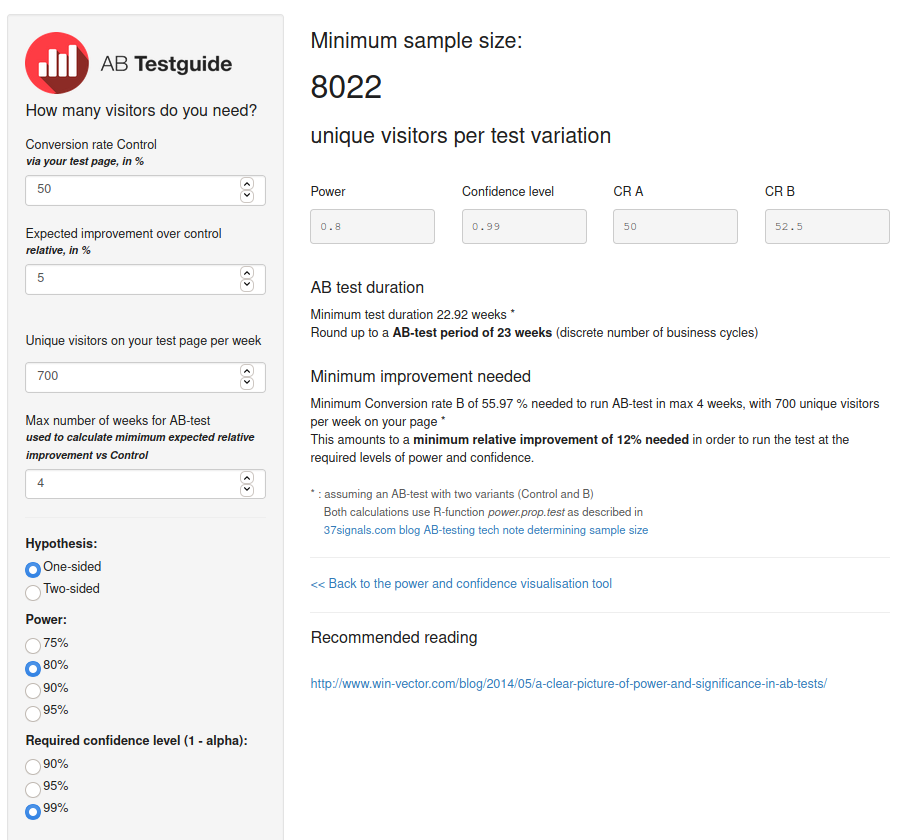 AB Testguide
How many visitors do you need?
Conversion rate Control
via your test page, in %
50
Expected improvement over control
relative, in %
5
Unique visitors on your test page per week
700
Max number of weeks for AB-test
used to calculate mimimum expected relative
improvement vs Control
4
Hypothesis:
One-sided
Two-sided
Power:
75%
80%
90%
95%
Required confidence level (1 - alpha):
90%
95%
99%
Minimum sample size:
8022
unique visitors per test variation
Power
Confidence level
CR A
CR B
0.8
0.99
50
52.5
AB test duration
Minimum test duration 22.92 weeks *
Round up to a AB-test period of 23 weeks (discrete number of business cycles)
Minimum improvement needed
Minimum Conversion rate B of 55.97 % needed to run AB-test in max 4 weeks, with 700 unique visitors
per week on your page *
This amounts to a minimum relative improvement of 12% needed in order to run the test at the
required levels of power and confidence.
* : assuming an AB-test with two variants (Control and B)
Both calculations use R-function power.prop.test as described in
37signals.com blog AB-testing tech note determining sample size
<< Back to the power and confidence visualisation tool
Recommended reading
http://www.win-vector.com/blog/2014/05/a-clear-picture-of-power-and-significance-in-ab-tests/